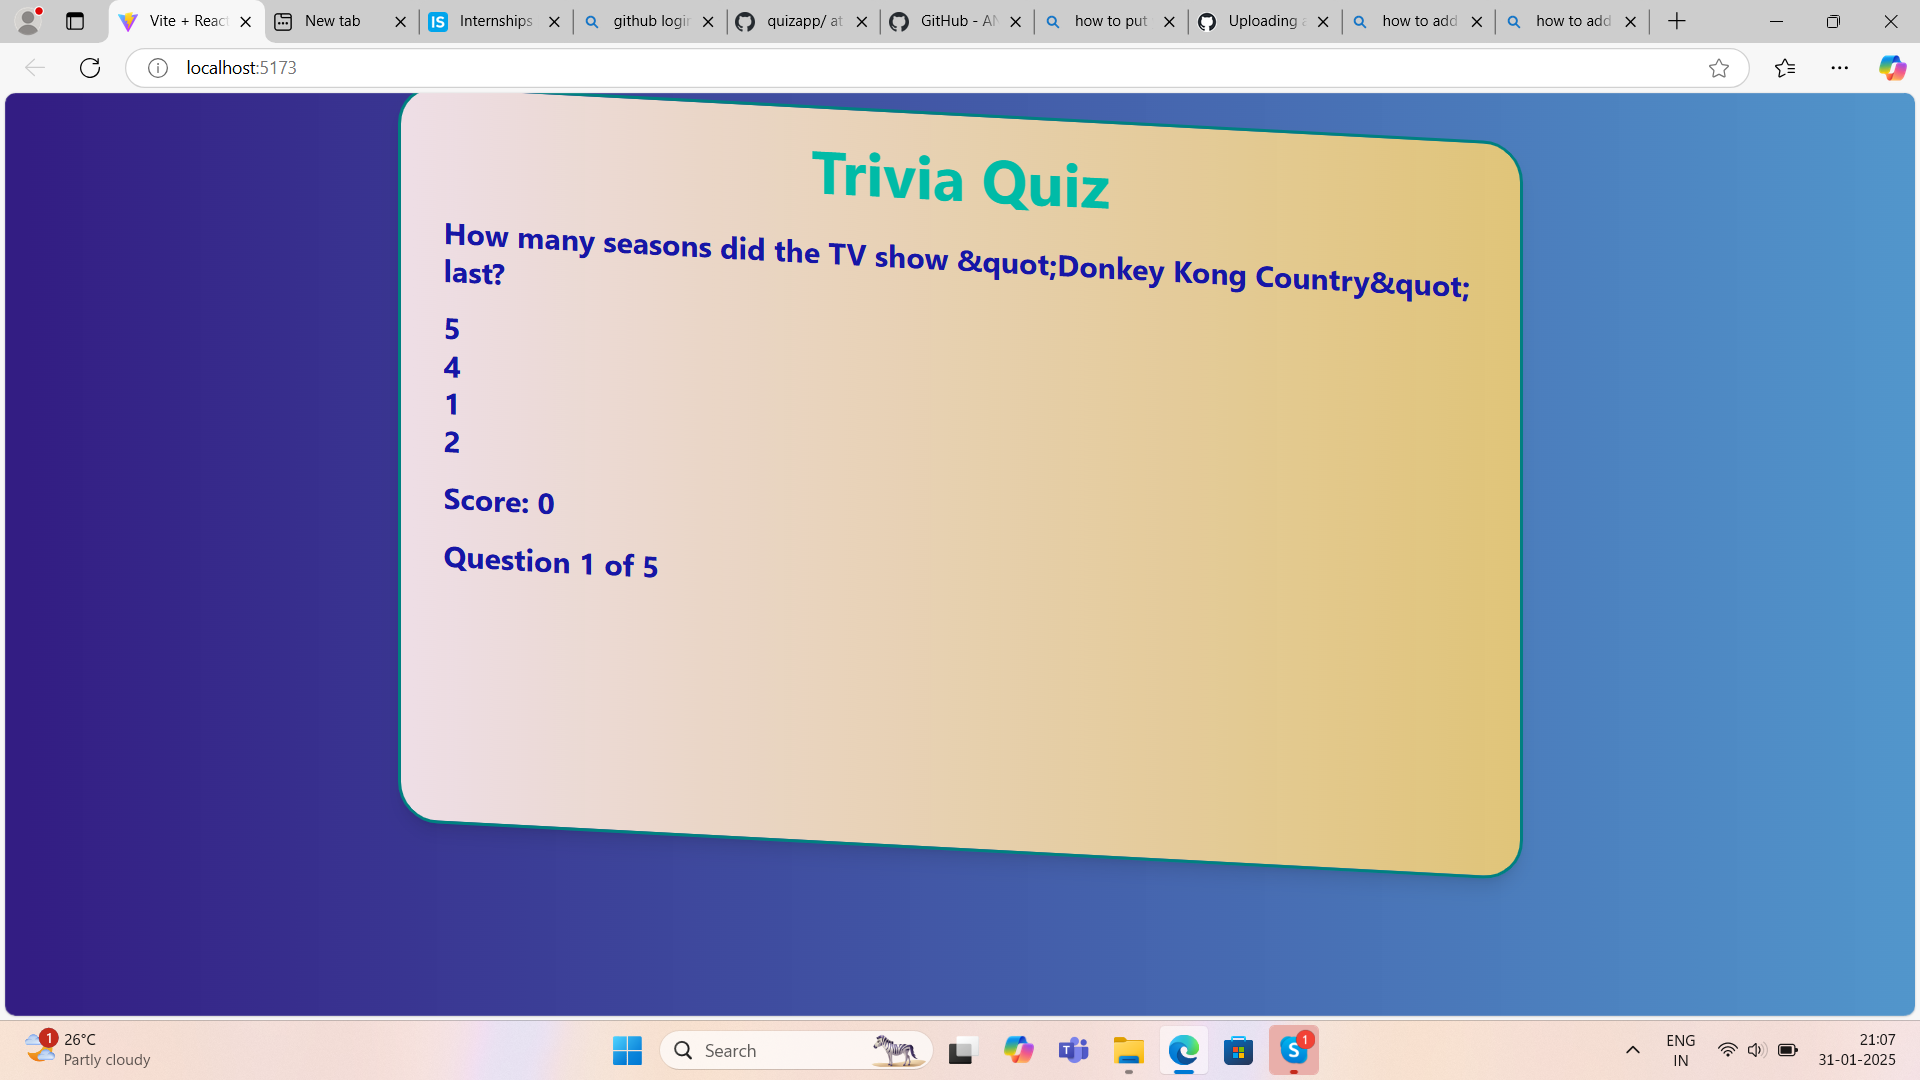 Vite + React
New tab
Internships
github login
quizapp/ at
GitHub - AN
how to put
Uploading a
how to add
how to add
localhost:5173
Trivia Quiz
How many seasons did the TV show &quot;Donkey Kong Country&quot;
last?
5
4
1
2
Score: 0
Question 1 of 5
1
26°C
Partly cloudy
Search
1
ENG
IN
21:07
31-01-2025